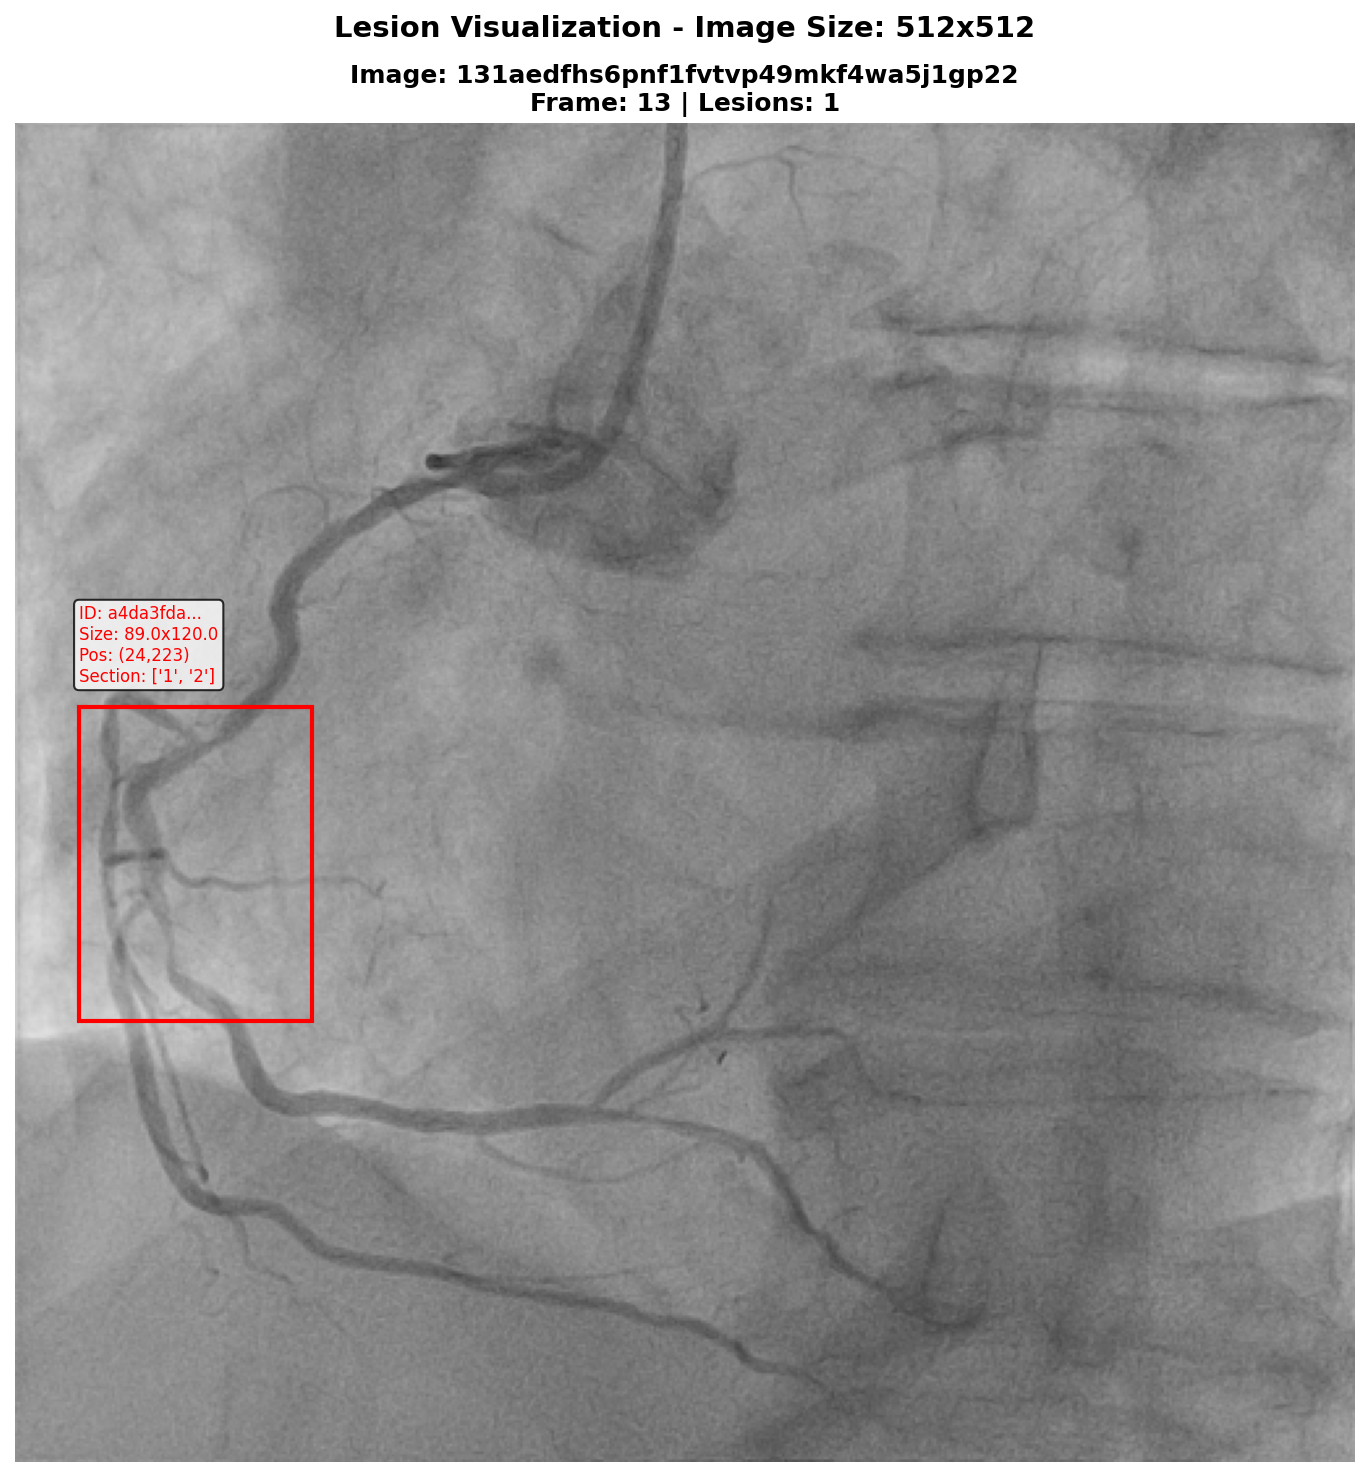 Lesion Visualization - Image Size: 512x512
Image: 131aedfhs6pnf1fvtvp49mkf4wa5j1gp22
Frame: 13 | Lesions: 1
ID: a4da3fda...
Size: 89.0x120.0
Pos: (24,223)
Section: ['1', '2']